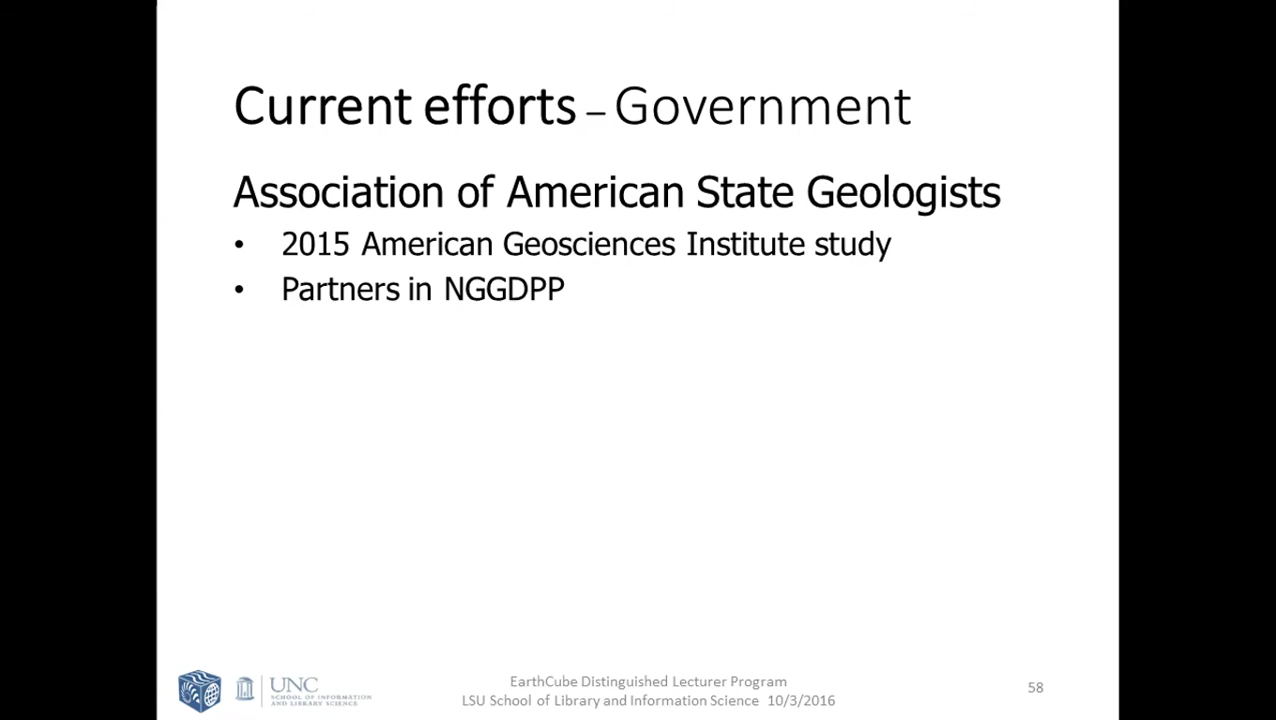 Current efforts – Government
Association of American State Geologists
• 2015 American Geosciences Institute study
• Partners in NGGDPP
UNC
SCHOOL OF INFORMATION
AND LIBRARY SCIENCE
EarthCube Distinguished Lecturer Program
LSU School of Library and Information Science 10/3/2016
58